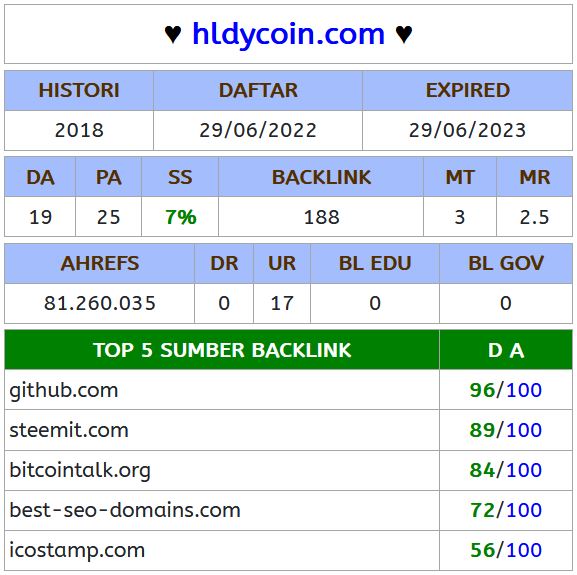 ♥ hldycoin.com ♥
HISTORI DAFTAR EXPIRED
2018 29/06/2022 29/06/2023
DA PA SS BACKLINK MT MR
19 25 7% 188 3 2.5
AHREFS DR UR BL EDU BL GOV
81.260.035 0 17 0 0
TOP 5 SUMBER BACKLINK D A
github.com 96/100
steemit.com 89/100
bitcointalk.org 84/100
best-seo-domains.com 72/100
icostamp.com 56/100